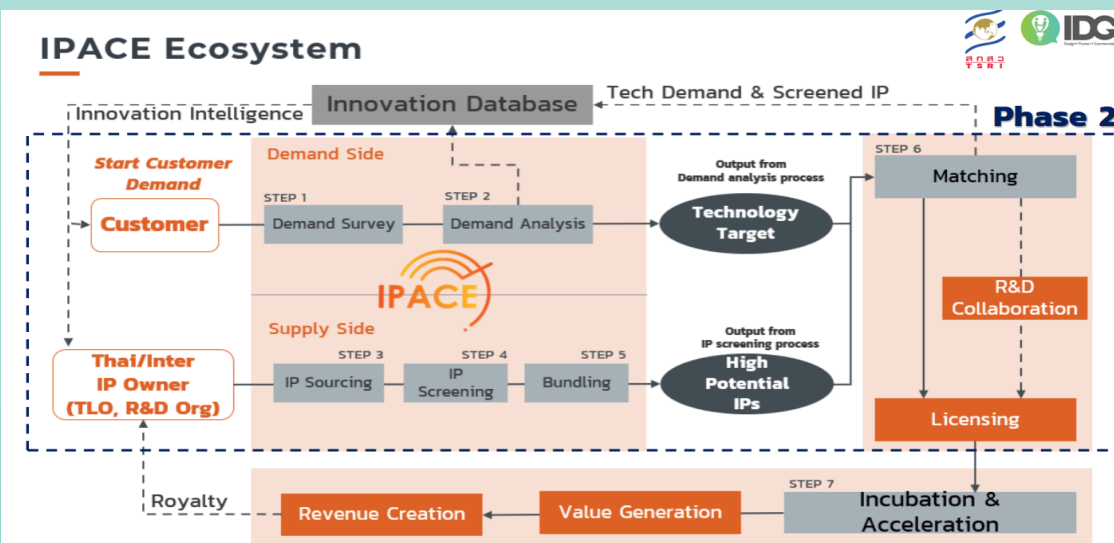 IPACE Ecosystem
สกสว
TSRI
IDG
Innovation Intelligence
Innovation Database
Tech Demand & Screened IP
Phase 2
Start Customer
Demand
Customer
Demand Side
STEP 1
Demand Survey
STEP 2
Demand Analysis
Output from
Demand analysis process
Technology
Target
STEP 6
Matching
R&D
Collaboration
IPACE
Supply Side
Thai/Inter
IP Owner
(TLO, R&D Org)
STEP 3
IP Sourcing
STEP 4
IP
Screening
STEP 5
Bundling
Output from
IP screening process
High
Potential
IPs
Licensing
Royalty
Revenue Creation
Value Generation
STEP 7
Incubation &
Acceleration